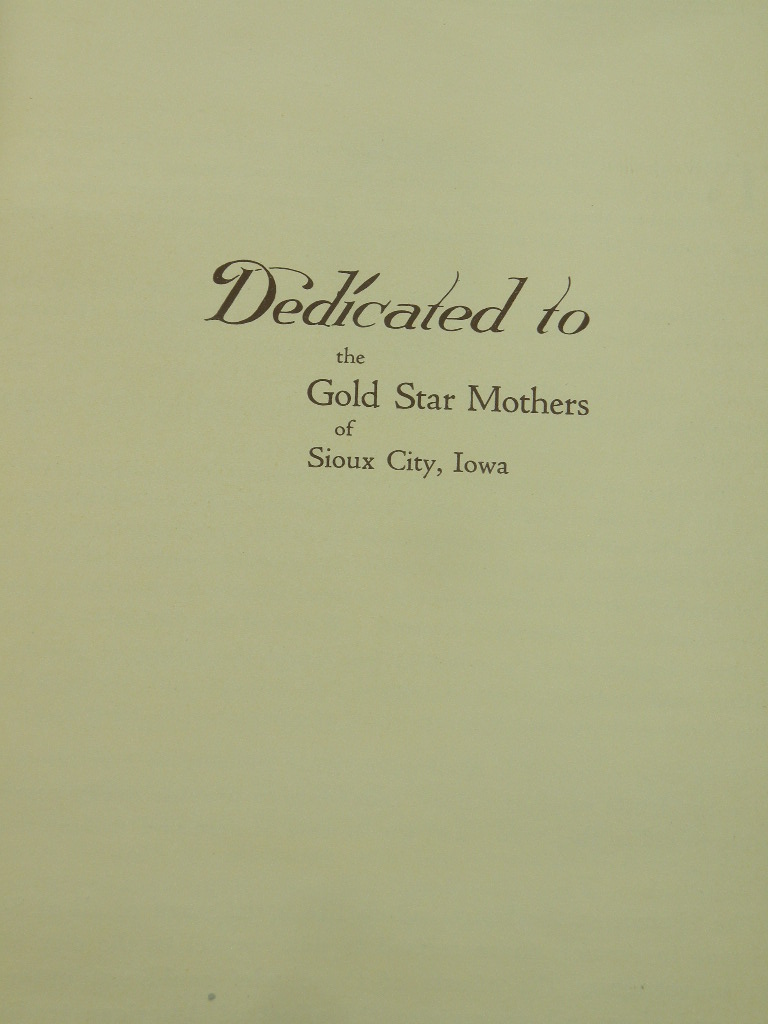 Dedicated to
the
Gold Star Mothers
of
Sioux City, Iowa